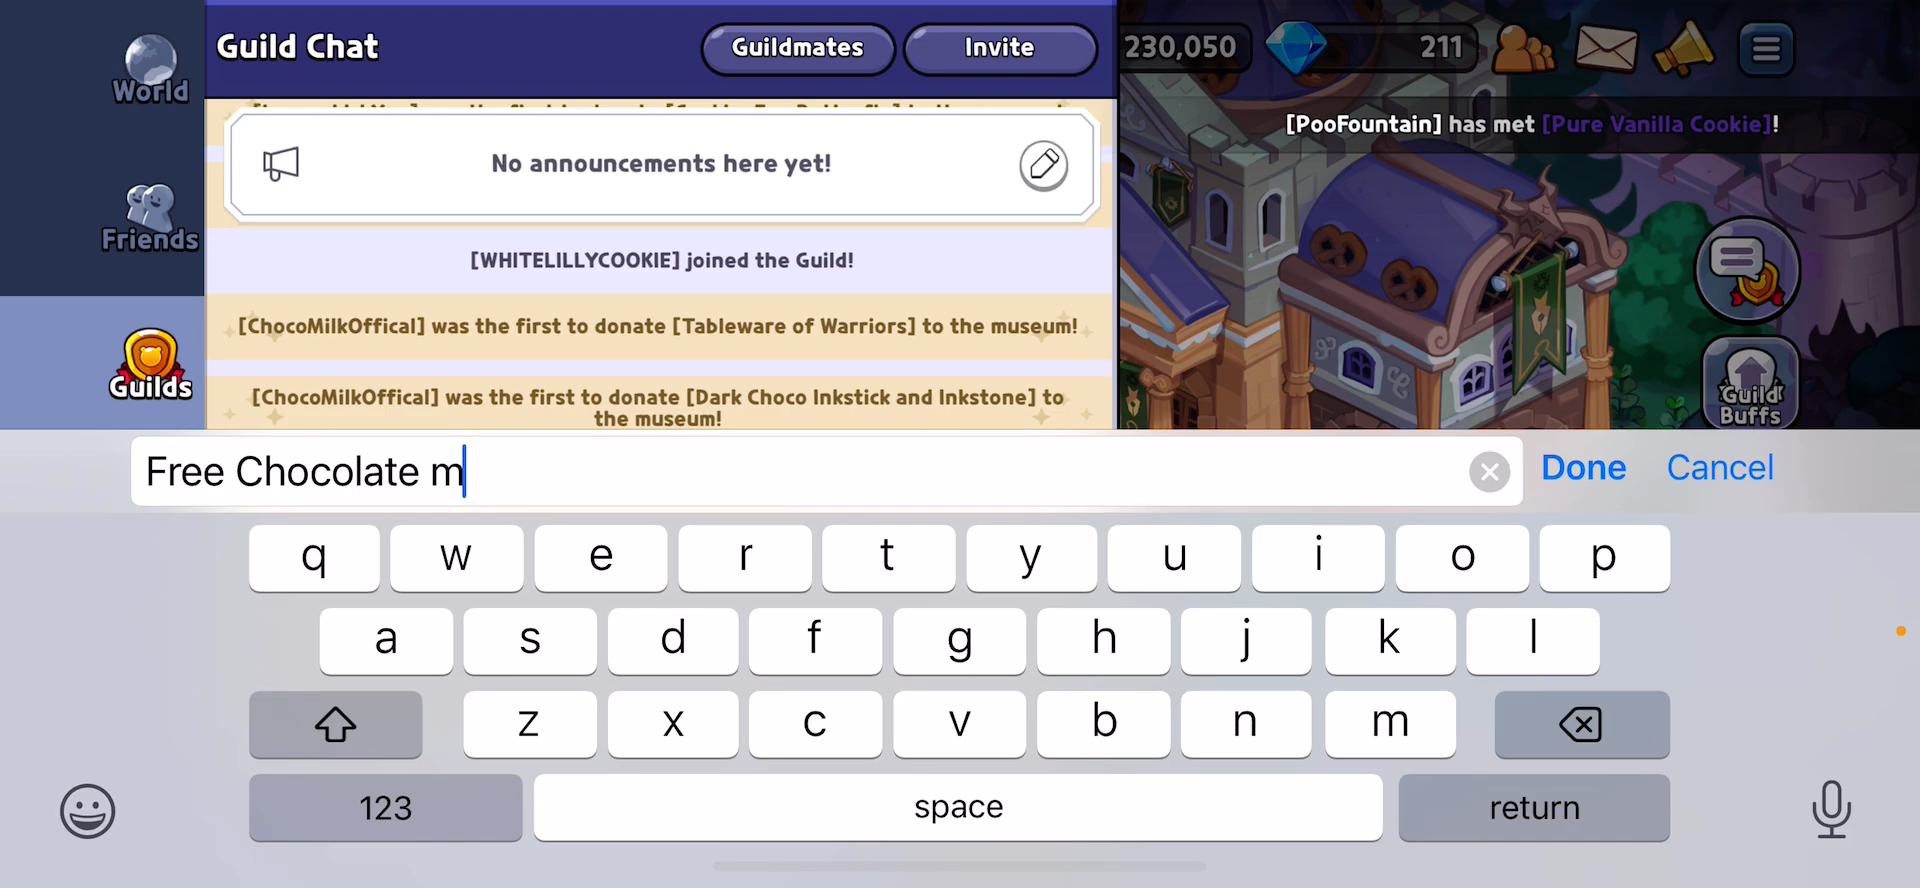 World
Guild Chat
Guildmates
Invite
230,050
211
[PooFountain] has met [Pure Vanilla Cookie]!
No announcements here yet!
Friends
[WHITELILLYCOOKIE] joined the Guild!
[ChocoMilkOffical] was the first to donate [Tableware of Warriors] to the museum!
Guilds
[ChocoMilkOffical] was the first to donate [Dark Choco Inkstick and Inkstone] to
the museum!
Guild
Buffs
Free Chocolate m
Done
Cancel
q w e r t y u i o p
a s d f g h j k l
z x c v b n m
123 space return